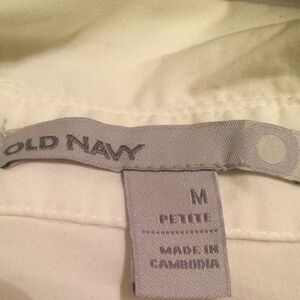 OLD NAVY
M
PETITE
MADE IN
CAMBODIA